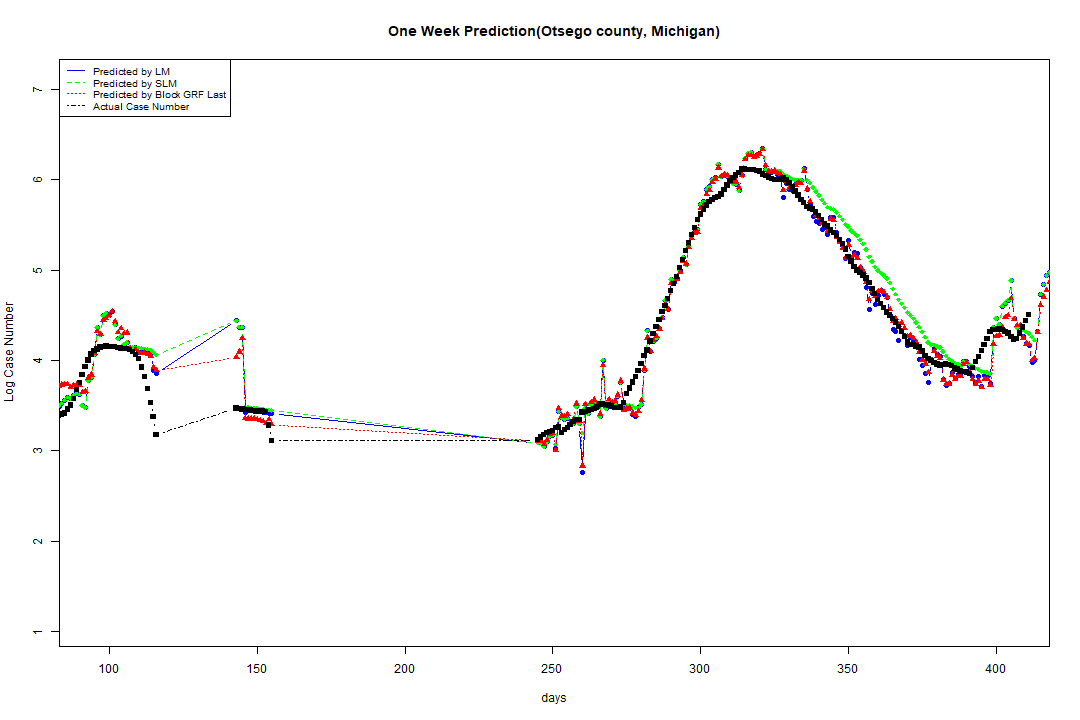 One Week Prediction(Otsego county, Michigan)
Predicted by LM
Predicted by SLM
Predicted by Block GRF Last
Actual Case Number
7
6
5
4
3
2
1
Log Case Number
100 150 200 250 300 350 400
days